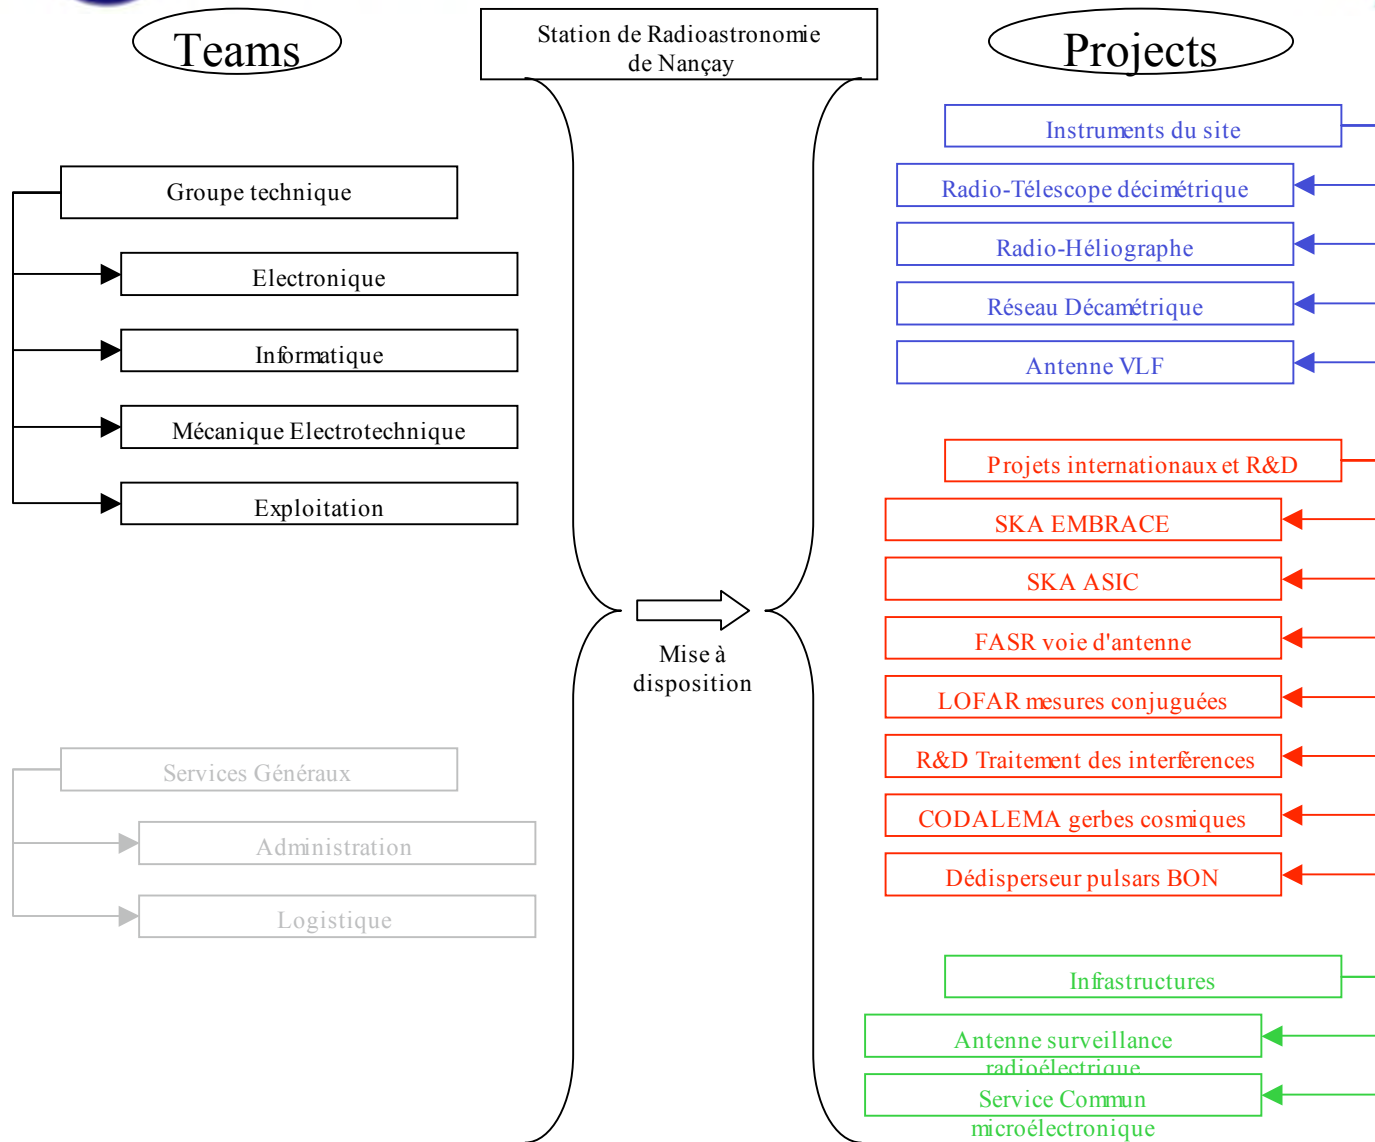 Teams
Station de Radioastronomie
de Nançay
Projects
Groupe technique
Electronique
Informatique
Mécanique Electrotechnique
Exploitation
Services Généraux
Administration
Logistique
Mise à
disposition
Instruments du site
Radio-Télescope décimétrique
Radio-Héliographe
Réseau Décamétrique
Antenne VLF
Projets internationaux et R&D
SKA EMBRACE
SKA ASIC
FASR voie d'antenne
LOFAR mesures conjuguées
R&D Traitement des interférences
CODALEMA gerbes cosmiques
Dédisperseur pulsars BON
Infrastructures
Antenne surveillance
radioélectrique
Service Commun
microélectronique